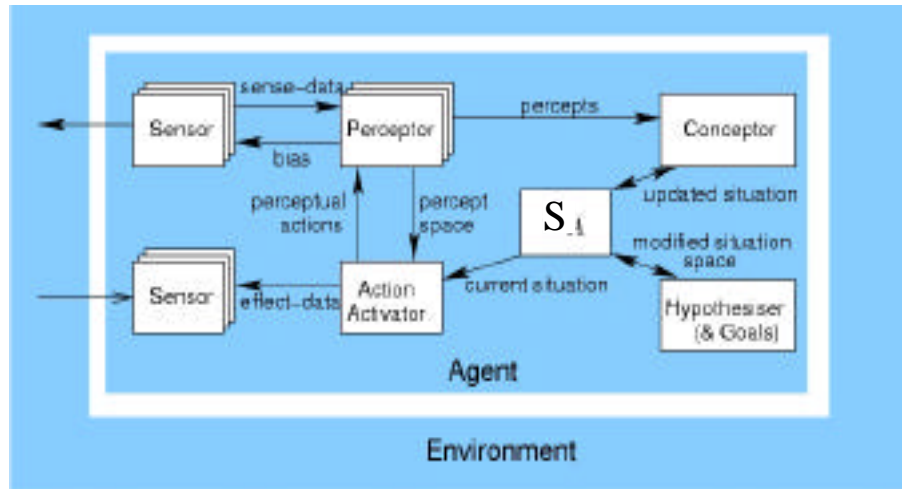 sense-data
Sensor
Perceptor
percepts
Conceptor
bias
perceptual
actions
percept
space
updated situation
S
modified situation
space
Sensor
effect-data
Action
Activator
current situation
Hypothesiser
(& Goals)
Agent
Environment